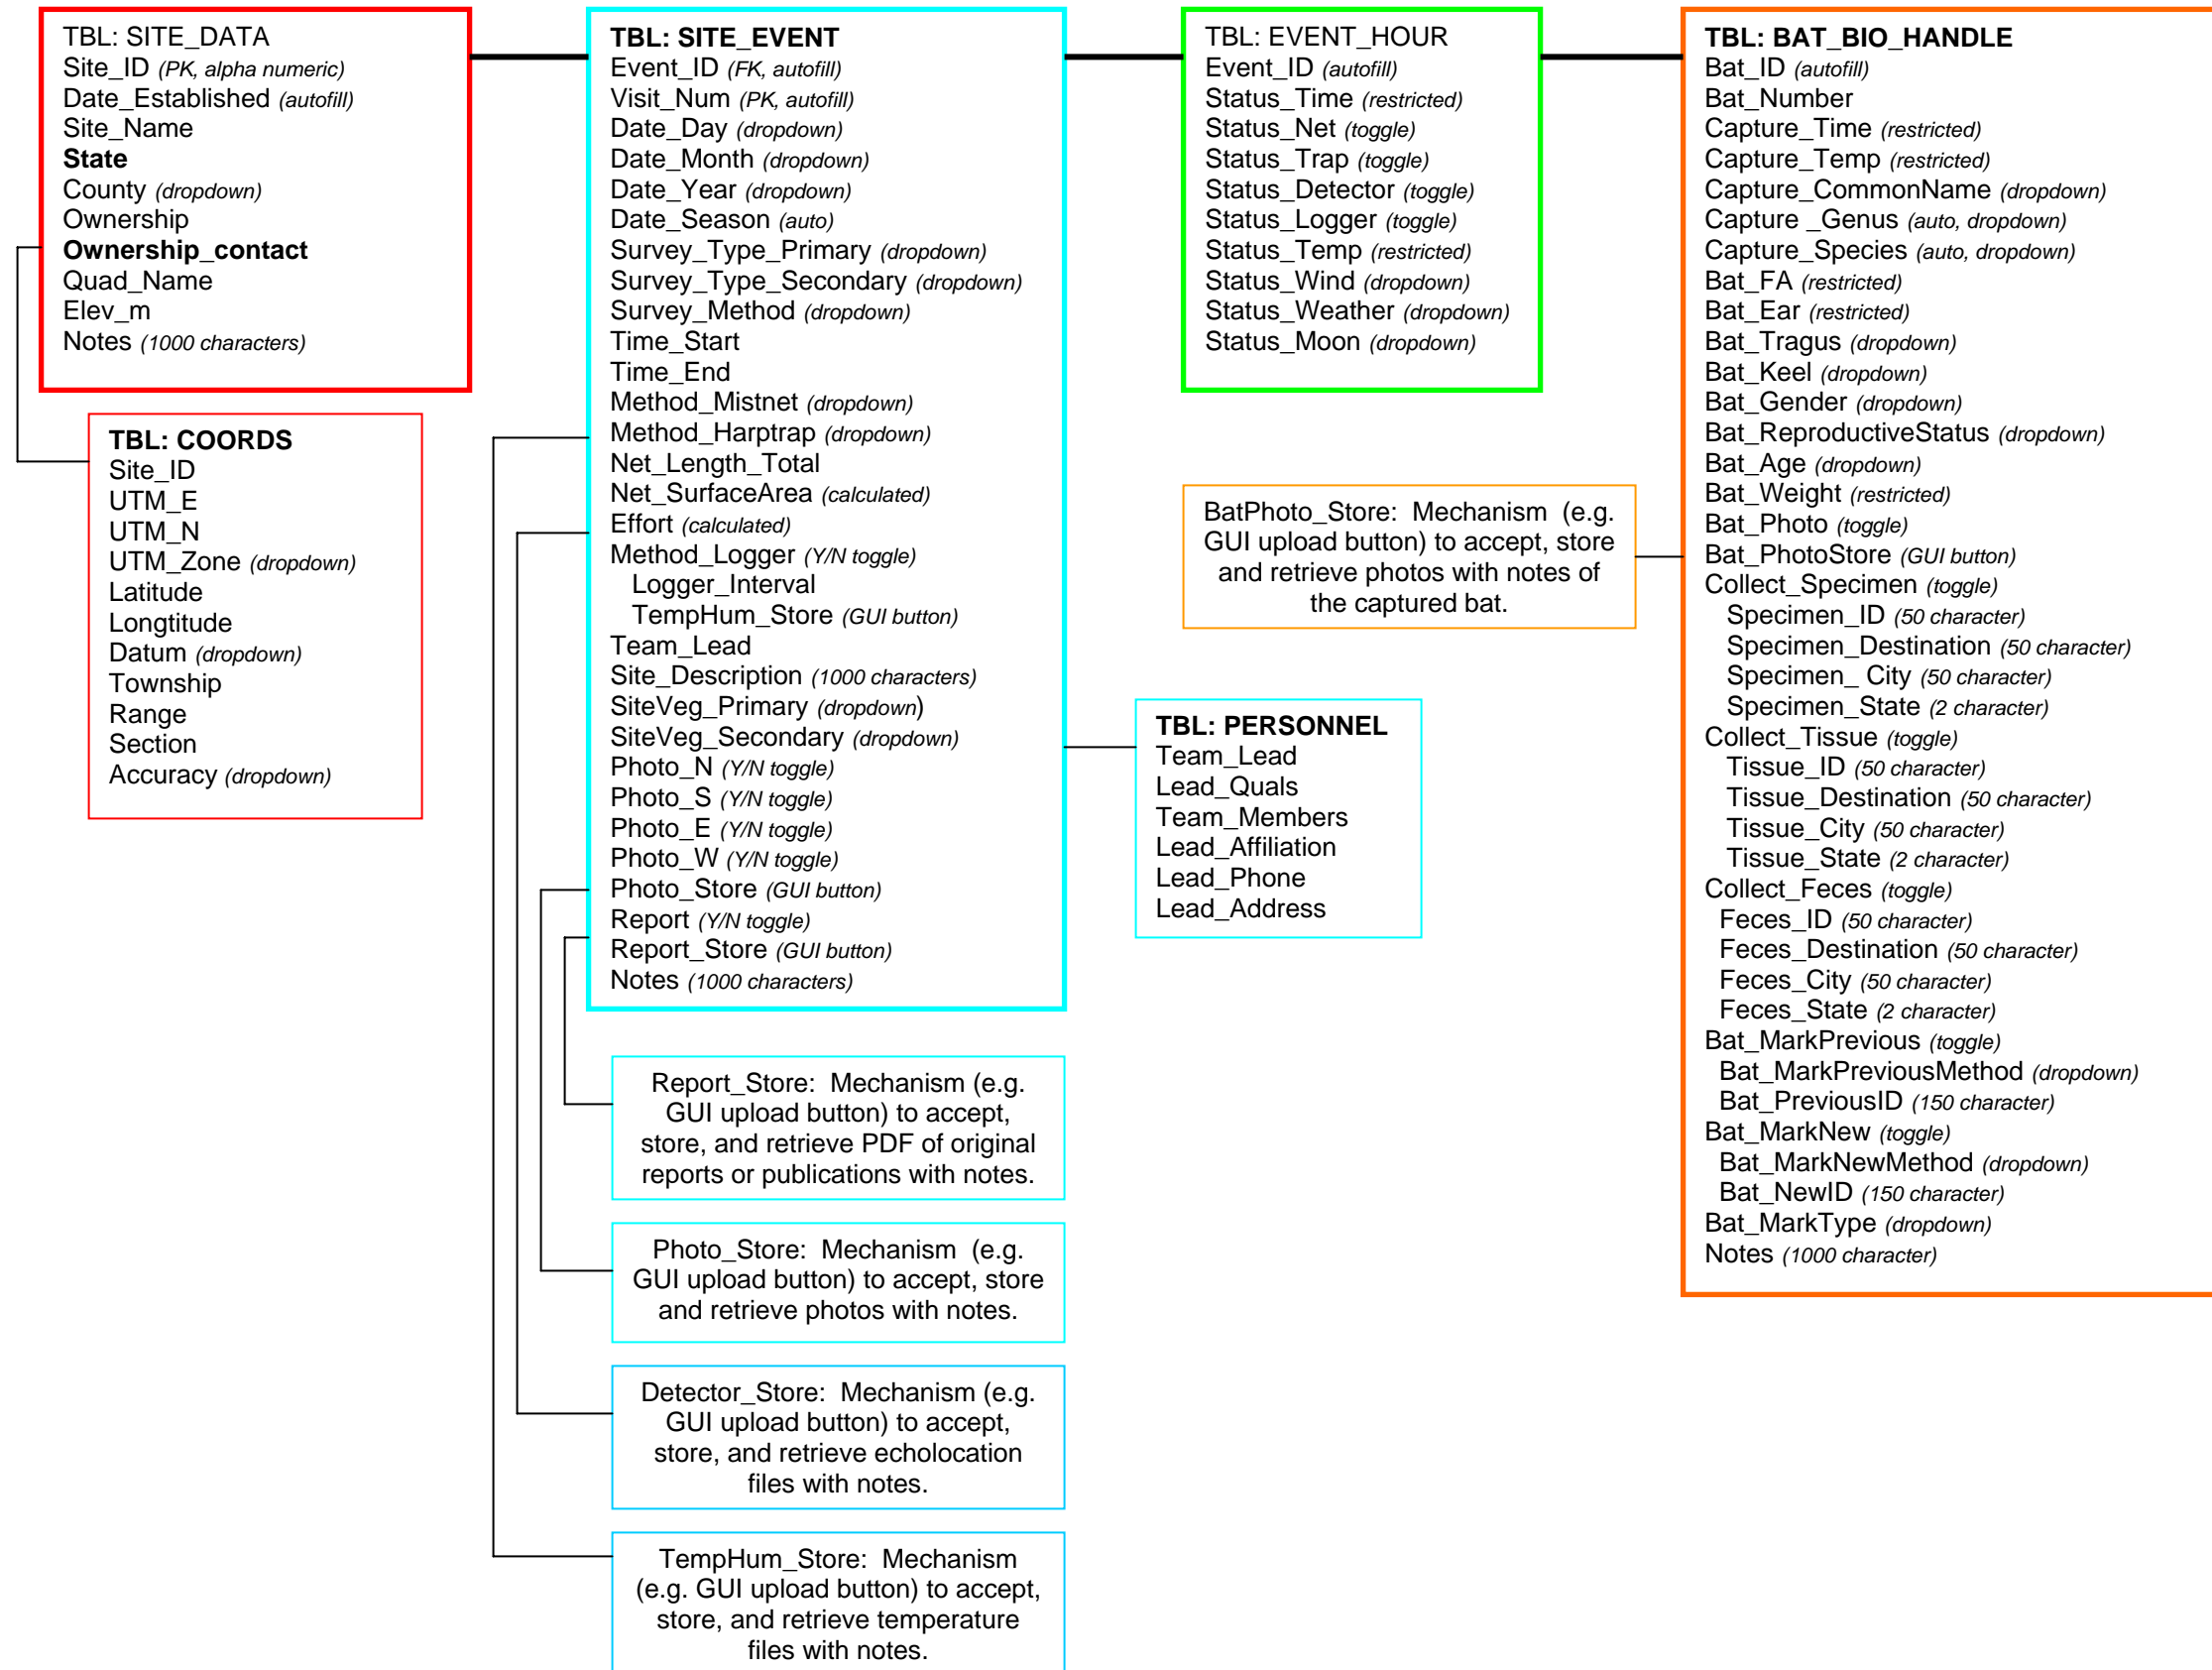 TBL: SITE_DATA
Site_ID (PK, alpha numeric)
Date_Established (autofill)
Site_Name
State
County (dropdown)
Ownership
Ownership_contact
Quad_Name
Elev_m
Notes (1000 characters)
TBL: COORDS
Site_ID
UTM_E
UTM_N
UTM_Zone (dropdown)
Latitude
Longtitude
Datum (dropdown)
Township
Range
Section
Accuracy (dropdown)
TBL: SITE_EVENT
Event_ID (FK, autofill)
Visit_Num (PK, autofill)
Date_Day (dropdown)
Date_Month (dropdown)
Date_Year (dropdown)
Date_Season (auto)
Survey_Type_Primary (dropdown)
Survey_Type_Secondary (dropdown)
Survey_Method (dropdown)
Time_Start
Time_End
Method_Mistnet (dropdown)
Method_Harptrap (dropdown)
Net_Length_Total
Net_SurfaceArea (calculated)
Effort (calculated)
Method_Logger (Y/N toggle)
Logger_Interval
TempHum_Store (GUI button)
Team_Lead
Site_Description (1000 characters)
SiteVeg_Primary (dropdown)
SiteVeg_Secondary (dropdown)
Photo_N (Y/N toggle)
Photo_S (Y/N toggle)
Photo_E (Y/N toggle)
Photo_W (Y/N toggle)
Photo_Store (GUI button)
Report (Y/N toggle)
Report_Store (GUI button)
Notes (1000 characters)
Report_Store: Mechanism (e.g.
GUI upload button) to accept,
store, and retrieve PDF of original
reports or publications with notes.
Photo_Store: Mechanism (e.g.
GUI upload button) to accept, store
and retrieve photos with notes.
Detector_Store: Mechanism (e.g.
GUI upload button) to accept,
store, and retrieve echolocation
files with notes.
TempHum_Store: Mechanism
(e.g. GUI upload button) to accept,
store, and retrieve temperature
files with notes.
TBL: EVENT_HOUR
Event_ID (autofill)
Status_Time (restricted)
Status_Net (toggle)
Status_Trap (toggle)
Status_Detector (toggle)
Status_Logger (toggle)
Status_Temp (restricted)
Status_Wind (dropdown)
Status_Weather (dropdown)
Status_Moon (dropdown)
BatPhoto_Store: Mechanism (e.g.
GUI upload button) to accept, store
and retrieve photos with notes of
the captured bat.
TBL: PERSONNEL
Team_Lead
Lead_Quals
Team_Members
Lead_Affiliation
Lead_Phone
Lead_Address
TBL: BAT_BIO_HANDLE
Bat_ID (autofill)
Bat_Number
Capture_Time (restricted)
Capture_Temp (restricted)
Capture_CommonName (dropdown)
Capture _Genus (auto, dropdown)
Capture_Species (auto, dropdown)
Bat_FA (restricted)
Bat_Ear (restricted)
Bat_Tragus (dropdown)
Bat_Keel (dropdown)
Bat_Gender (dropdown)
Bat_ReproductiveStatus (dropdown)
Bat_Age (dropdown)
Bat_Weight (restricted)
Bat_Photo (toggle)
Bat_PhotoStore (GUI button)
Collect_Specimen (toggle)
Specimen_ID (50 character)
Specimen_Destination (50 character)
Specimen_ City (50 character)
Specimen_State (2 character)
Collect_Tissue (toggle)
Tissue_ID (50 character)
Tissue_Destination (50 character)
Tissue_City (50 character)
Tissue_State (2 character)
Collect_Feces (toggle)
Feces_ID (50 character)
Feces_Destination (50 character)
Feces_City (50 character)
Feces_State (2 character)
Bat_MarkPrevious (toggle)
Bat_MarkPreviousMethod (dropdown)
Bat_PreviousID (150 character)
Bat_MarkNew (toggle)
Bat_MarkNewMethod (dropdown)
Bat_NewID (150 character)
Bat_MarkType (dropdown)
Notes (1000 character)